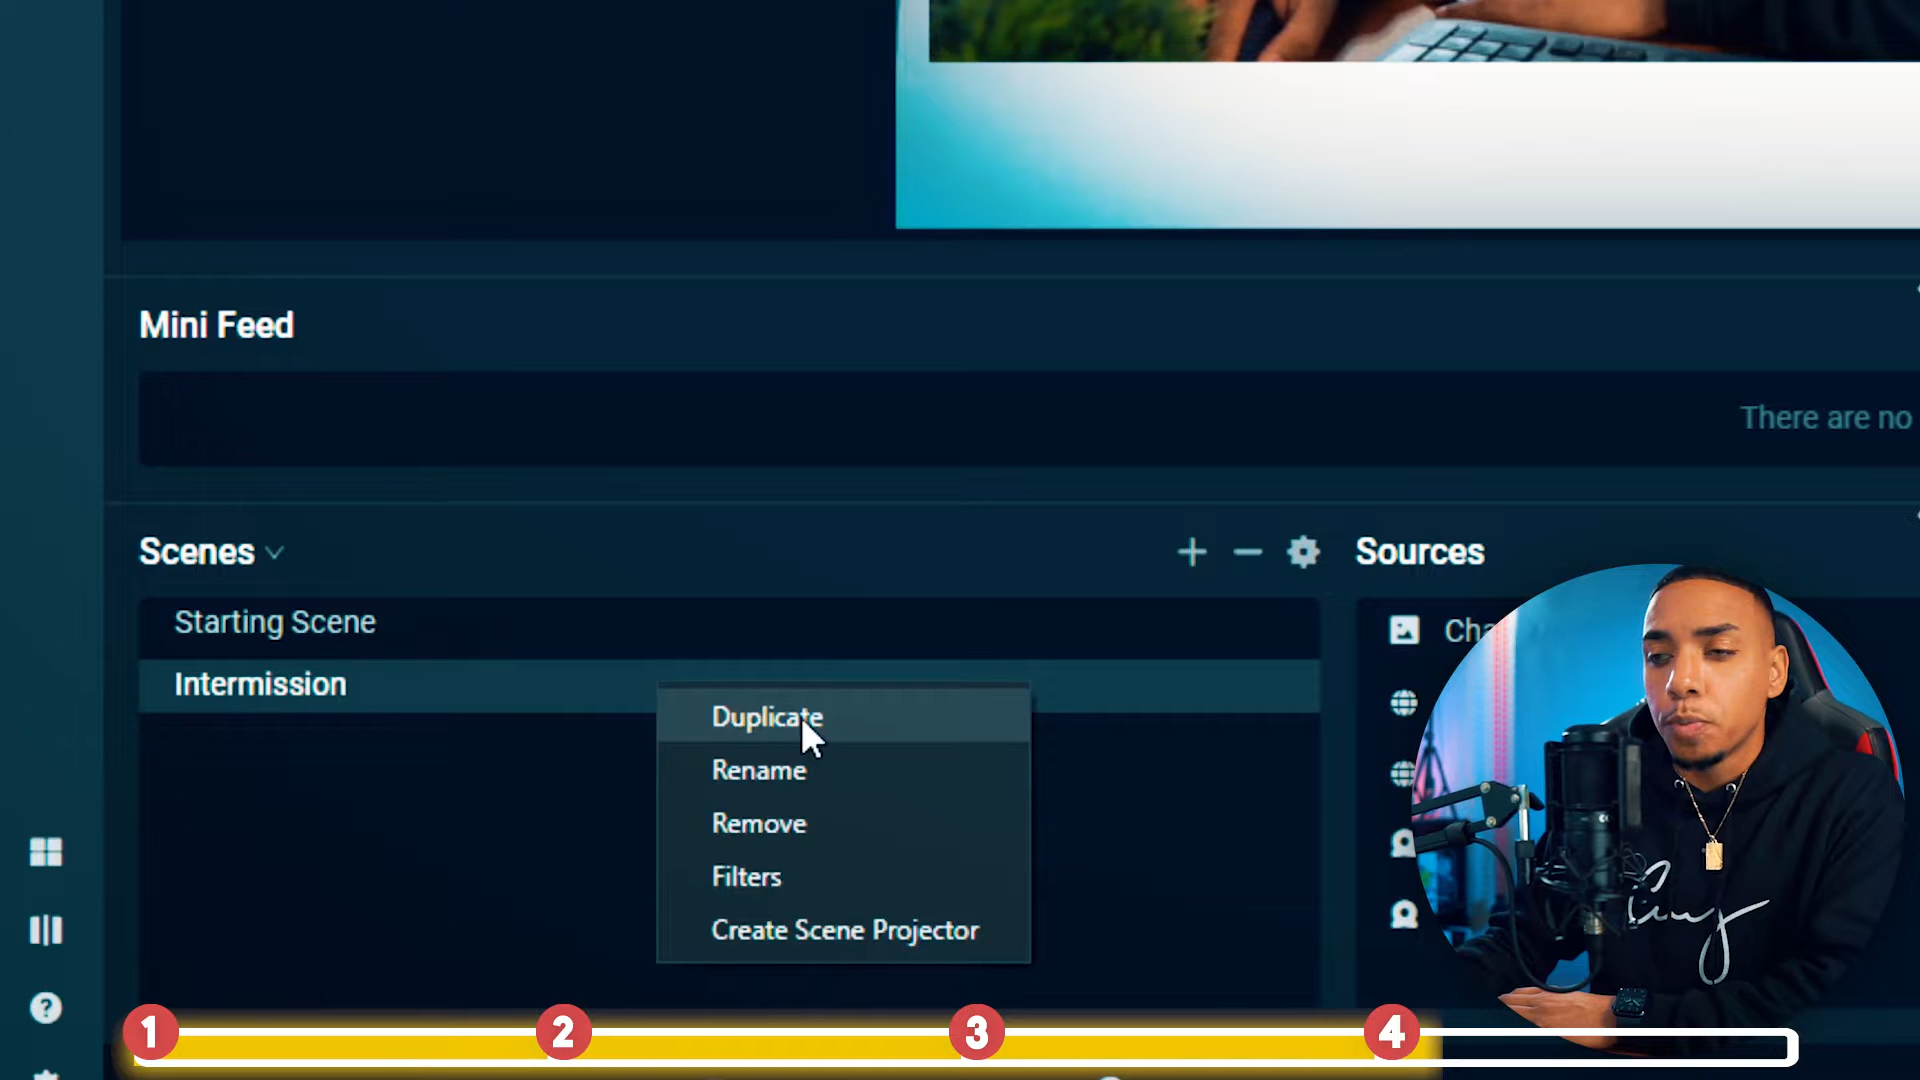 Mini Feed
There are no
Scenes
Sources
Starting Scene
Intermission
Duplicate
Rename
Remove
Filters
Create Scene Projector
1
2
3
4